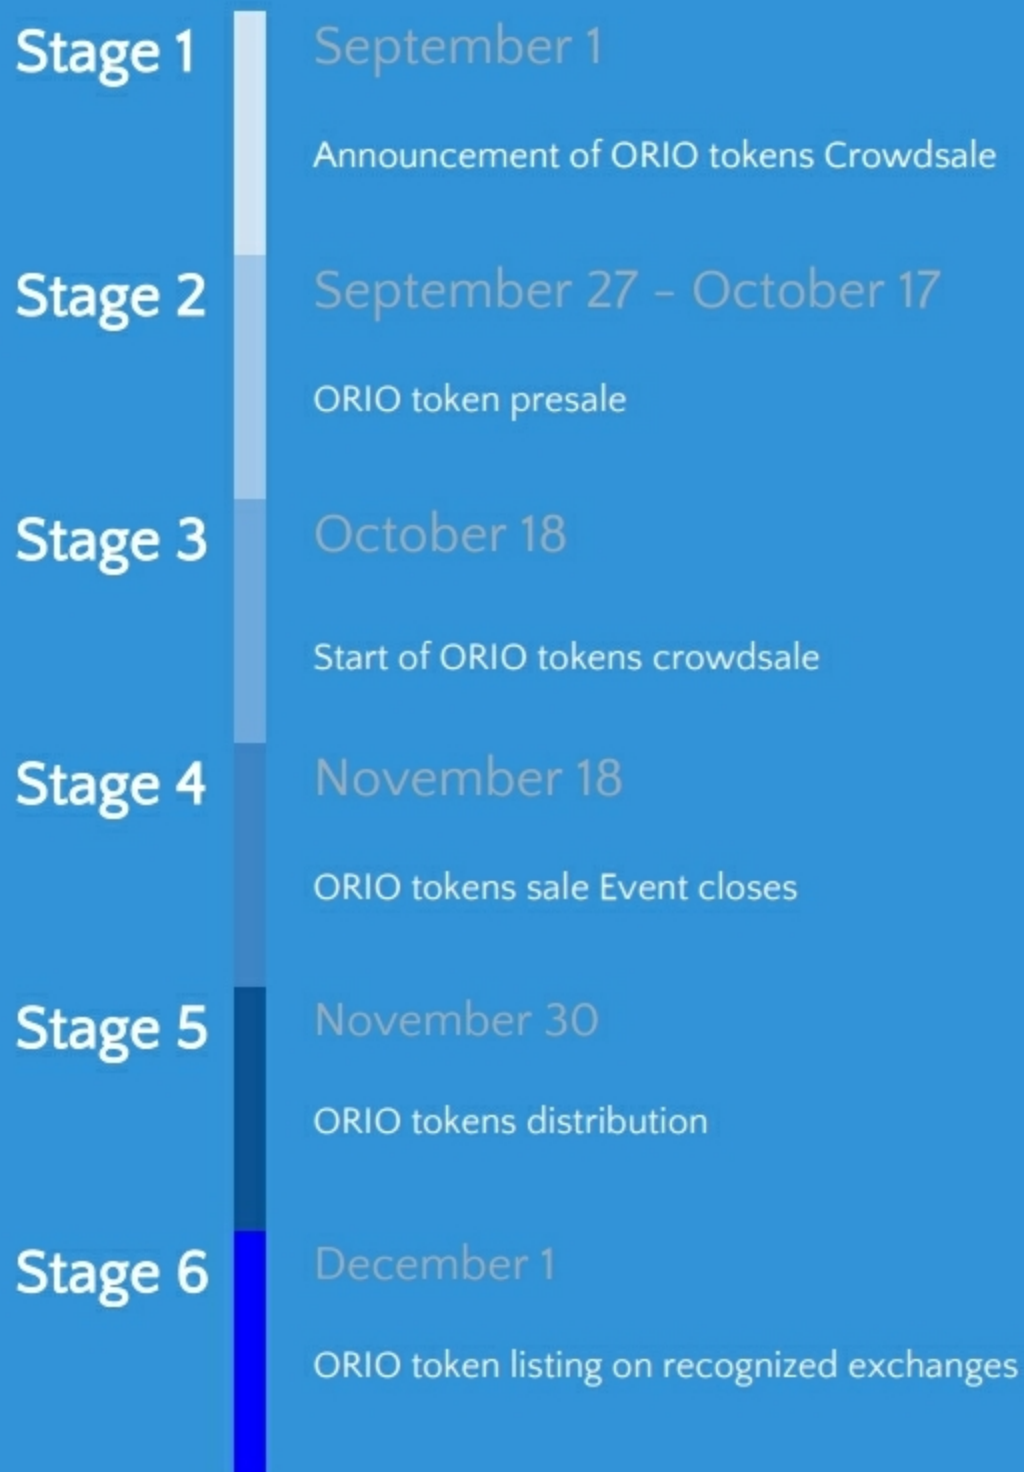 Stage 1
September 1
Announcement of ORIO tokens Crowdsale
Stage 2
September 27 – October 17
ORIO token presale
Stage 3
October 18
Start of ORIO tokens crowdsale
Stage 4
November 18
ORIO tokens sale Event closes
Stage 5
November 30
ORIO tokens distribution
Stage 6
December 1
ORIO token listing on recognized exchanges